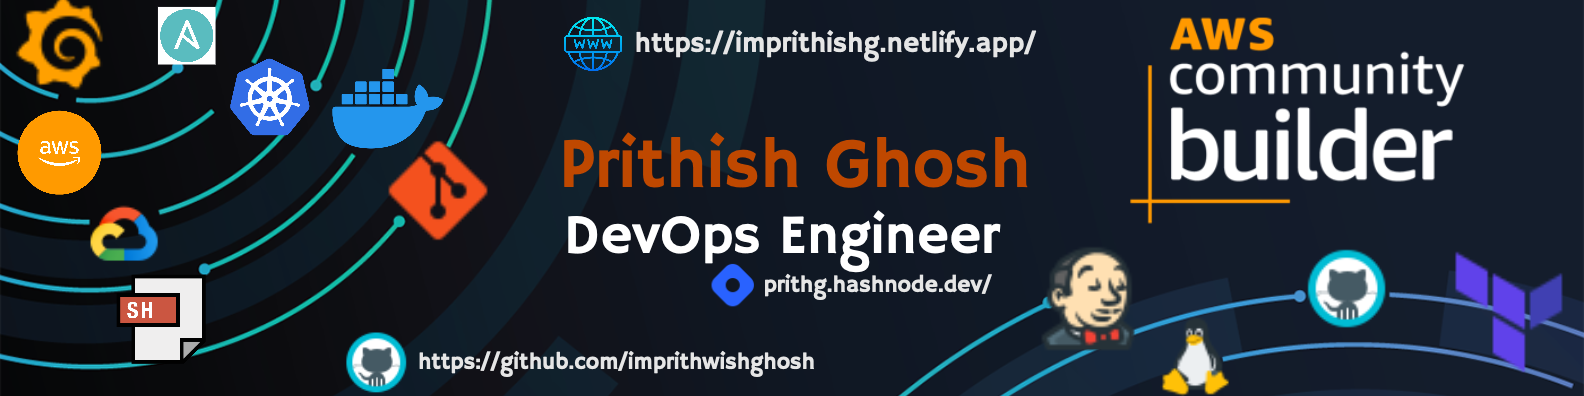 https://imprithishg.netlify.app/
AWS
community
builder
aws
Prithish Ghosh
DevOps Engineer
prithg.hashnode.dev/
SH
https://github.com/imprithwishghosh
www